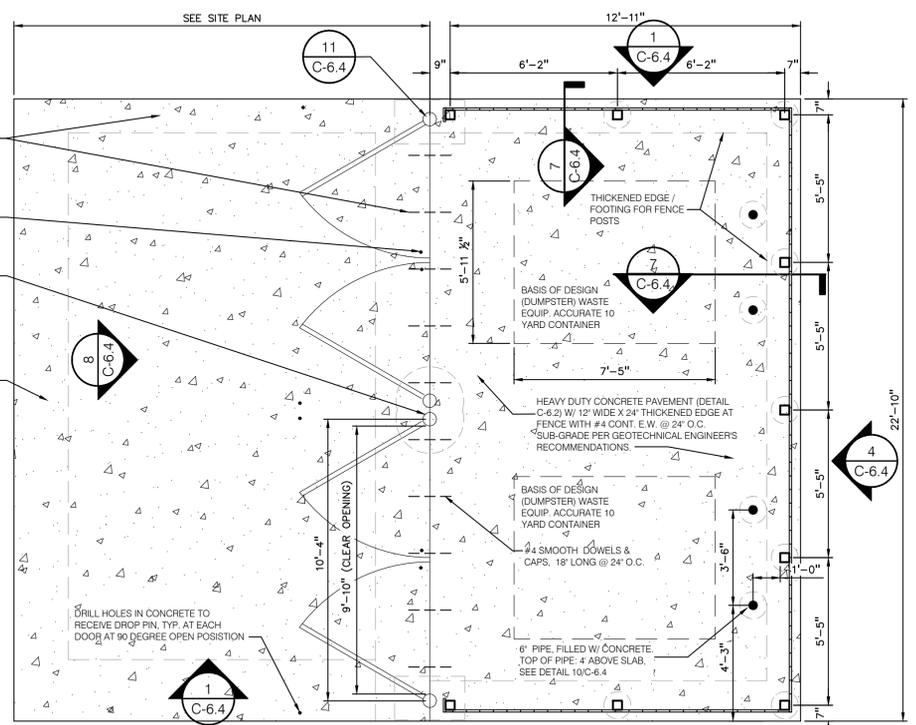 SEE SITE PLAN
12'-11"
11
C-6.4
1
C-6.4
9"
6'-2"
6'-2"
7"
7"
7
C-6.4
THICKENED EDGE /
FOOTING FOR FENCE
POSTS
5'-5"
5'-11 ½"
7
C-6.4
BASIS OF DESIGN
(DUMPSTER) WASTE
EQUIP. ACCURATE 10
YARD CONTAINER
5'-5"
8
C-6.4
7'-5"
HEAVY DUTY CONCRETE PAVEMENT (DETAIL
C-6.2) W/ 12" WIDE X 24" THICKENED EDGE AT
FENCE WITH #4 CONT. E.W. @ 24" O.C.
SUB-GRADE PER GEOTECHNICAL ENGINEER'S
RECOMMENDATIONS.
22'-10"
4
C-6.4
5'-5"
BASIS OF DESIGN
(DUMPSTER) WASTE
EQUIP. ACCURATE 10
YARD CONTAINER
10'-4"
9'-10" (CLEAR OPENING)
#4 SMOOTH DOWELS &
CAPS, 18" LONG @ 24" O.C.
3'-6"
1'-0"
DRILL HOLES IN CONCRETE TO
RECEIVE DROP PIN, TYP. AT EACH
DOOR AT 90 DEGREE OPEN POSISTION
5'-5"
6" PIPE, FILLED W/ CONCRETE.
TOP OF PIPE: 4' ABOVE SLAB,
SEE DETAIL 10/C-6.4
4'-3"
1
C-6.4
7"